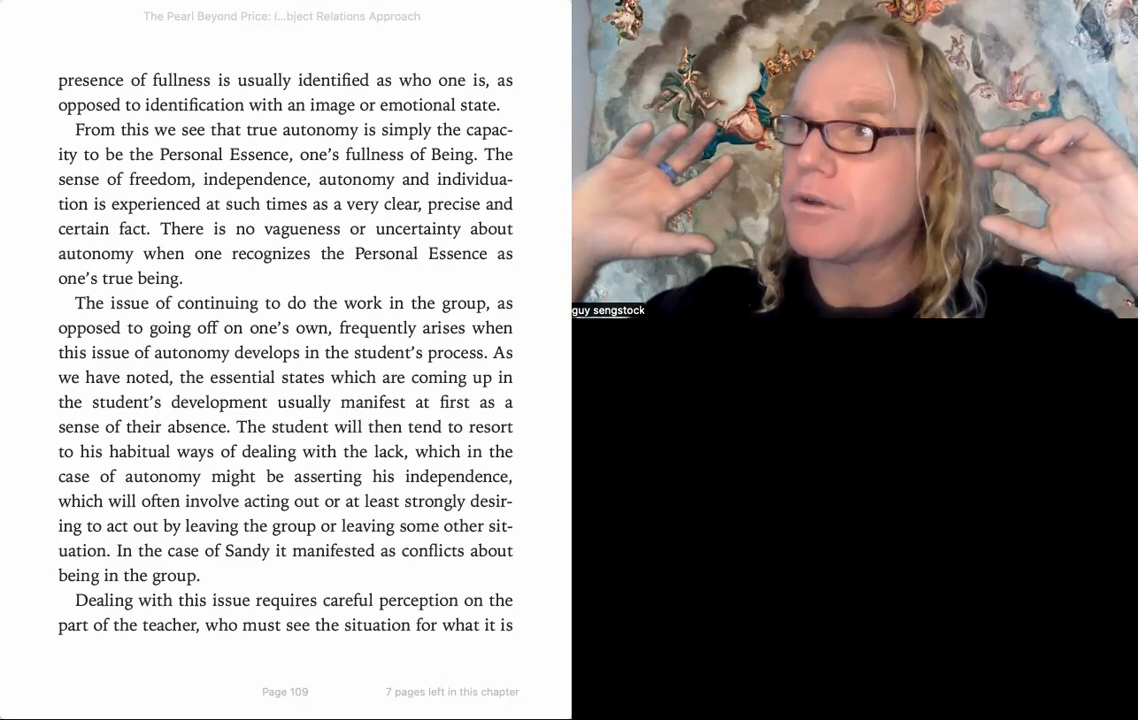 The Pearl Beyond Price: I...bject Relations Approach
presence of fullness is usually identified as who one is, as
opposed to identification with an image or emotional state.
From this we see that true autonomy is simply the capac-
ity to be the Personal Essence, one's fullness of Being. The
sense of freedom, independence, autonomy and individua-
tion is experienced at such times as a very clear, precise and
certain fact. There is no vagueness or uncertainty about
autonomy when one recognizes the Personal Essence as
one's true being.
The issue of continuing to do the work in the group, as
opposed to going off on one's own, frequently arises when
this issue of autonomy develops in the student's process. As
we have noted, the essential states which are coming up in
the student's development usually manifest at first as a
sense of their absence. The student will then tend to resort
to his habitual ways of dealing with the lack, which in the
case of autonomy might be asserting his independence,
which will often involve acting out or at least strongly desir-
ing to act out by leaving the group or leaving some other sit-
uation. In the case of Sandy it manifested as conflicts about
being in the group.
Dealing with this issue requires careful perception on the
part of the teacher, who must see the situation for what it is
Page 109
7 pages left in this chapter
guy sengstock